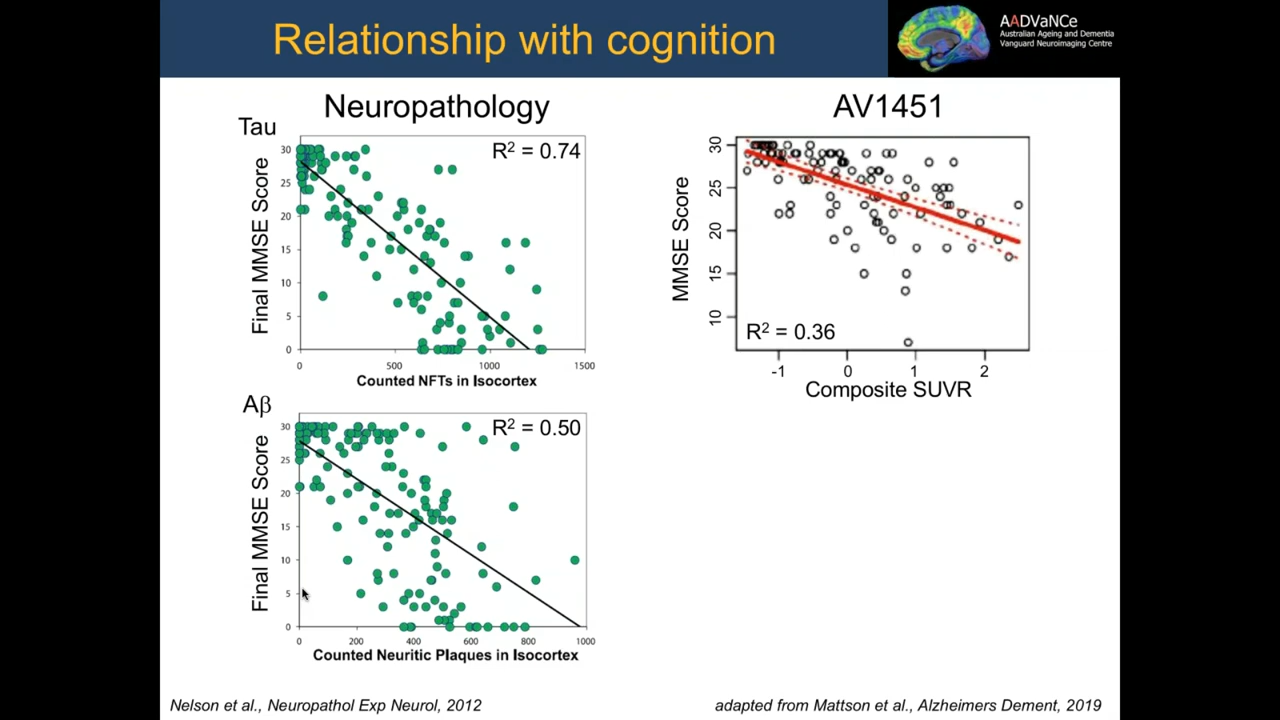 Relationship with cognition
AADVaNCe
Australian Ageing and Dementia
Vanguard Neuroimaging Centre
Neuropathology
Tau
R² = 0.74
Final MMSE Score
30
25
20
15
10
5
0
500
1000
1500
Counted NFTs in Isocortex
Aβ
R² = 0.50
Final MMSE Score
30
25
20
15
10
5
0
0
200
400
600
800
1000
Counted Neuritic Plaques in Isocortex
AV1451
MMSE Score
30
25
20
15
10
R² = 0.36
-1
0
1
2
Composite SUVR
Nelson et al., Neuropathol Exp Neurol, 2012
adapted from Mattson et al., Alzheimers Dement, 2019